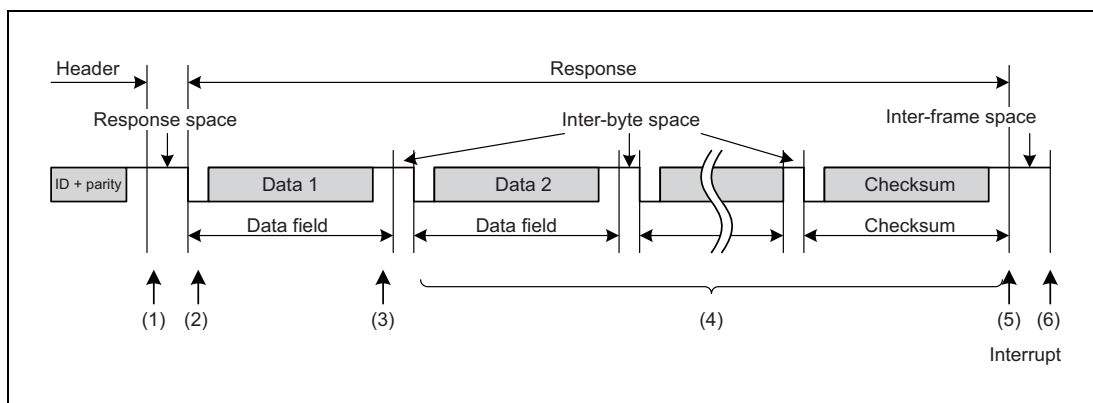 Header
Response
Response space
Inter-byte space
Inter-frame space
ID + parity
Data 1
Data 2
Checksum
Data field
Data field
Checksum
(1)
(2)
(3)
(4)
(5)
(6)
Interrupt